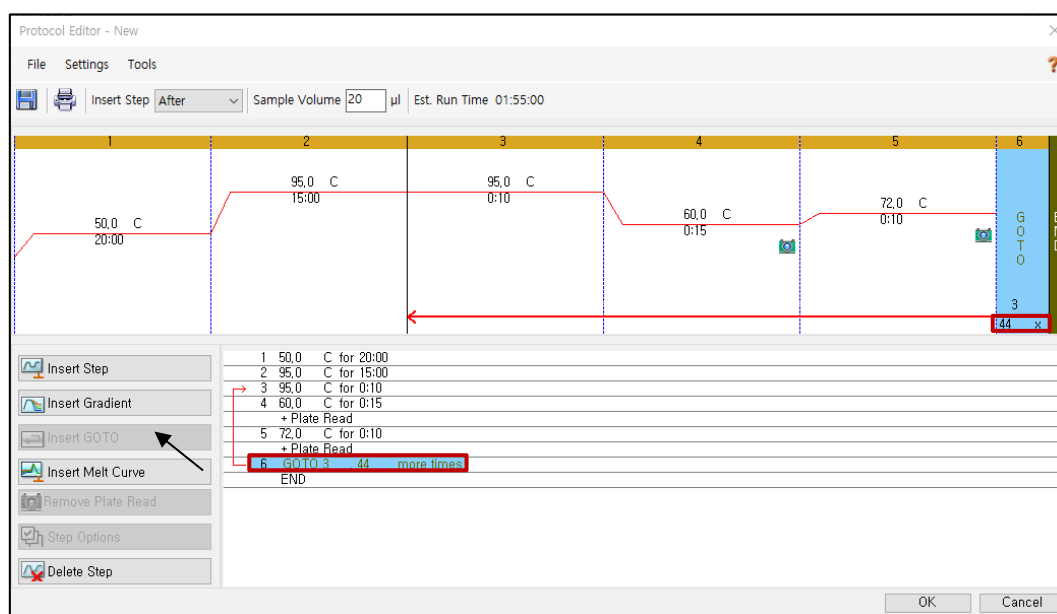 Protocol Editor - New
File Settings Tools
?
Insert Step After Sample Volume 20 µl Est. Run Time 01:55:00
1 2 3 4 5 6
95,0 C 95,0 C
15:00 0:10
72,0 C
60,0 C 0:10
0:15
50,0 C
20:00
GOTO
3
44 x
Insert Step
Insert Gradient
Insert GOTO
Insert Melt Curve
Remove Plate Read
Step Options
Delete Step
1 50,0 C for 20:00
2 95,0 C for 15:00
3 95,0 C for 0:10
4 60,0 C for 0:15
+ Plate Read
5 72,0 C for 0:10
+ Plate Read
6 GOTO 3 , 44 more times
END
OK Cancel